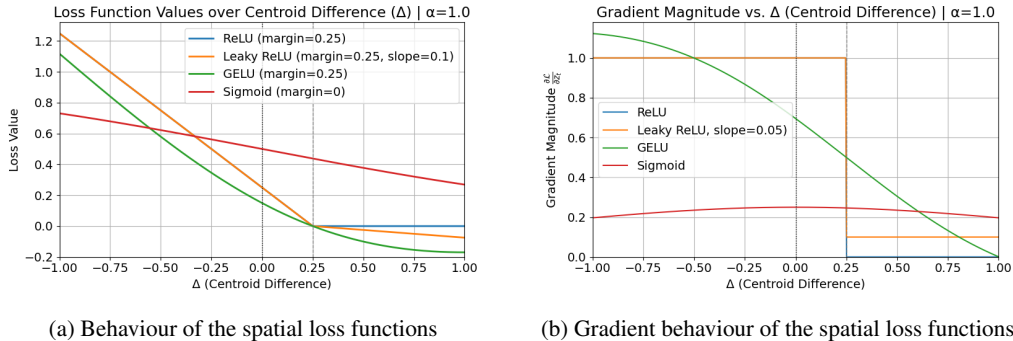 Loss Function Values over Centroid Difference (Δ) | α=1.0
ReLU (margin=0.25)
Leaky ReLU (margin=0.25, slope=0.1)
GELU (margin=0.25)
Sigmoid (margin=0)
Loss Value
1.2
1.0
0.8
0.6
0.4
0.2
0.0
−0.2
−1.00 −0.75 −0.50 −0.25 0.00 0.25 0.50 0.75 1.00
Δ (Centroid Difference)
(a) Behaviour of the spatial loss functions
Gradient Magnitude vs. Δ (Centroid Difference) | α=1.0
ReLU
Leaky ReLU, slope=0.05)
GELU
Sigmoid
Gradient Magnitude
1.0
0.8
0.6
0.4
0.2
0.0
−1.00 −0.75 −0.50 −0.25 0.00 0.25 0.50 0.75 1.00
Δ (Centroid Difference)
(b) Gradient behaviour of the spatial loss functions